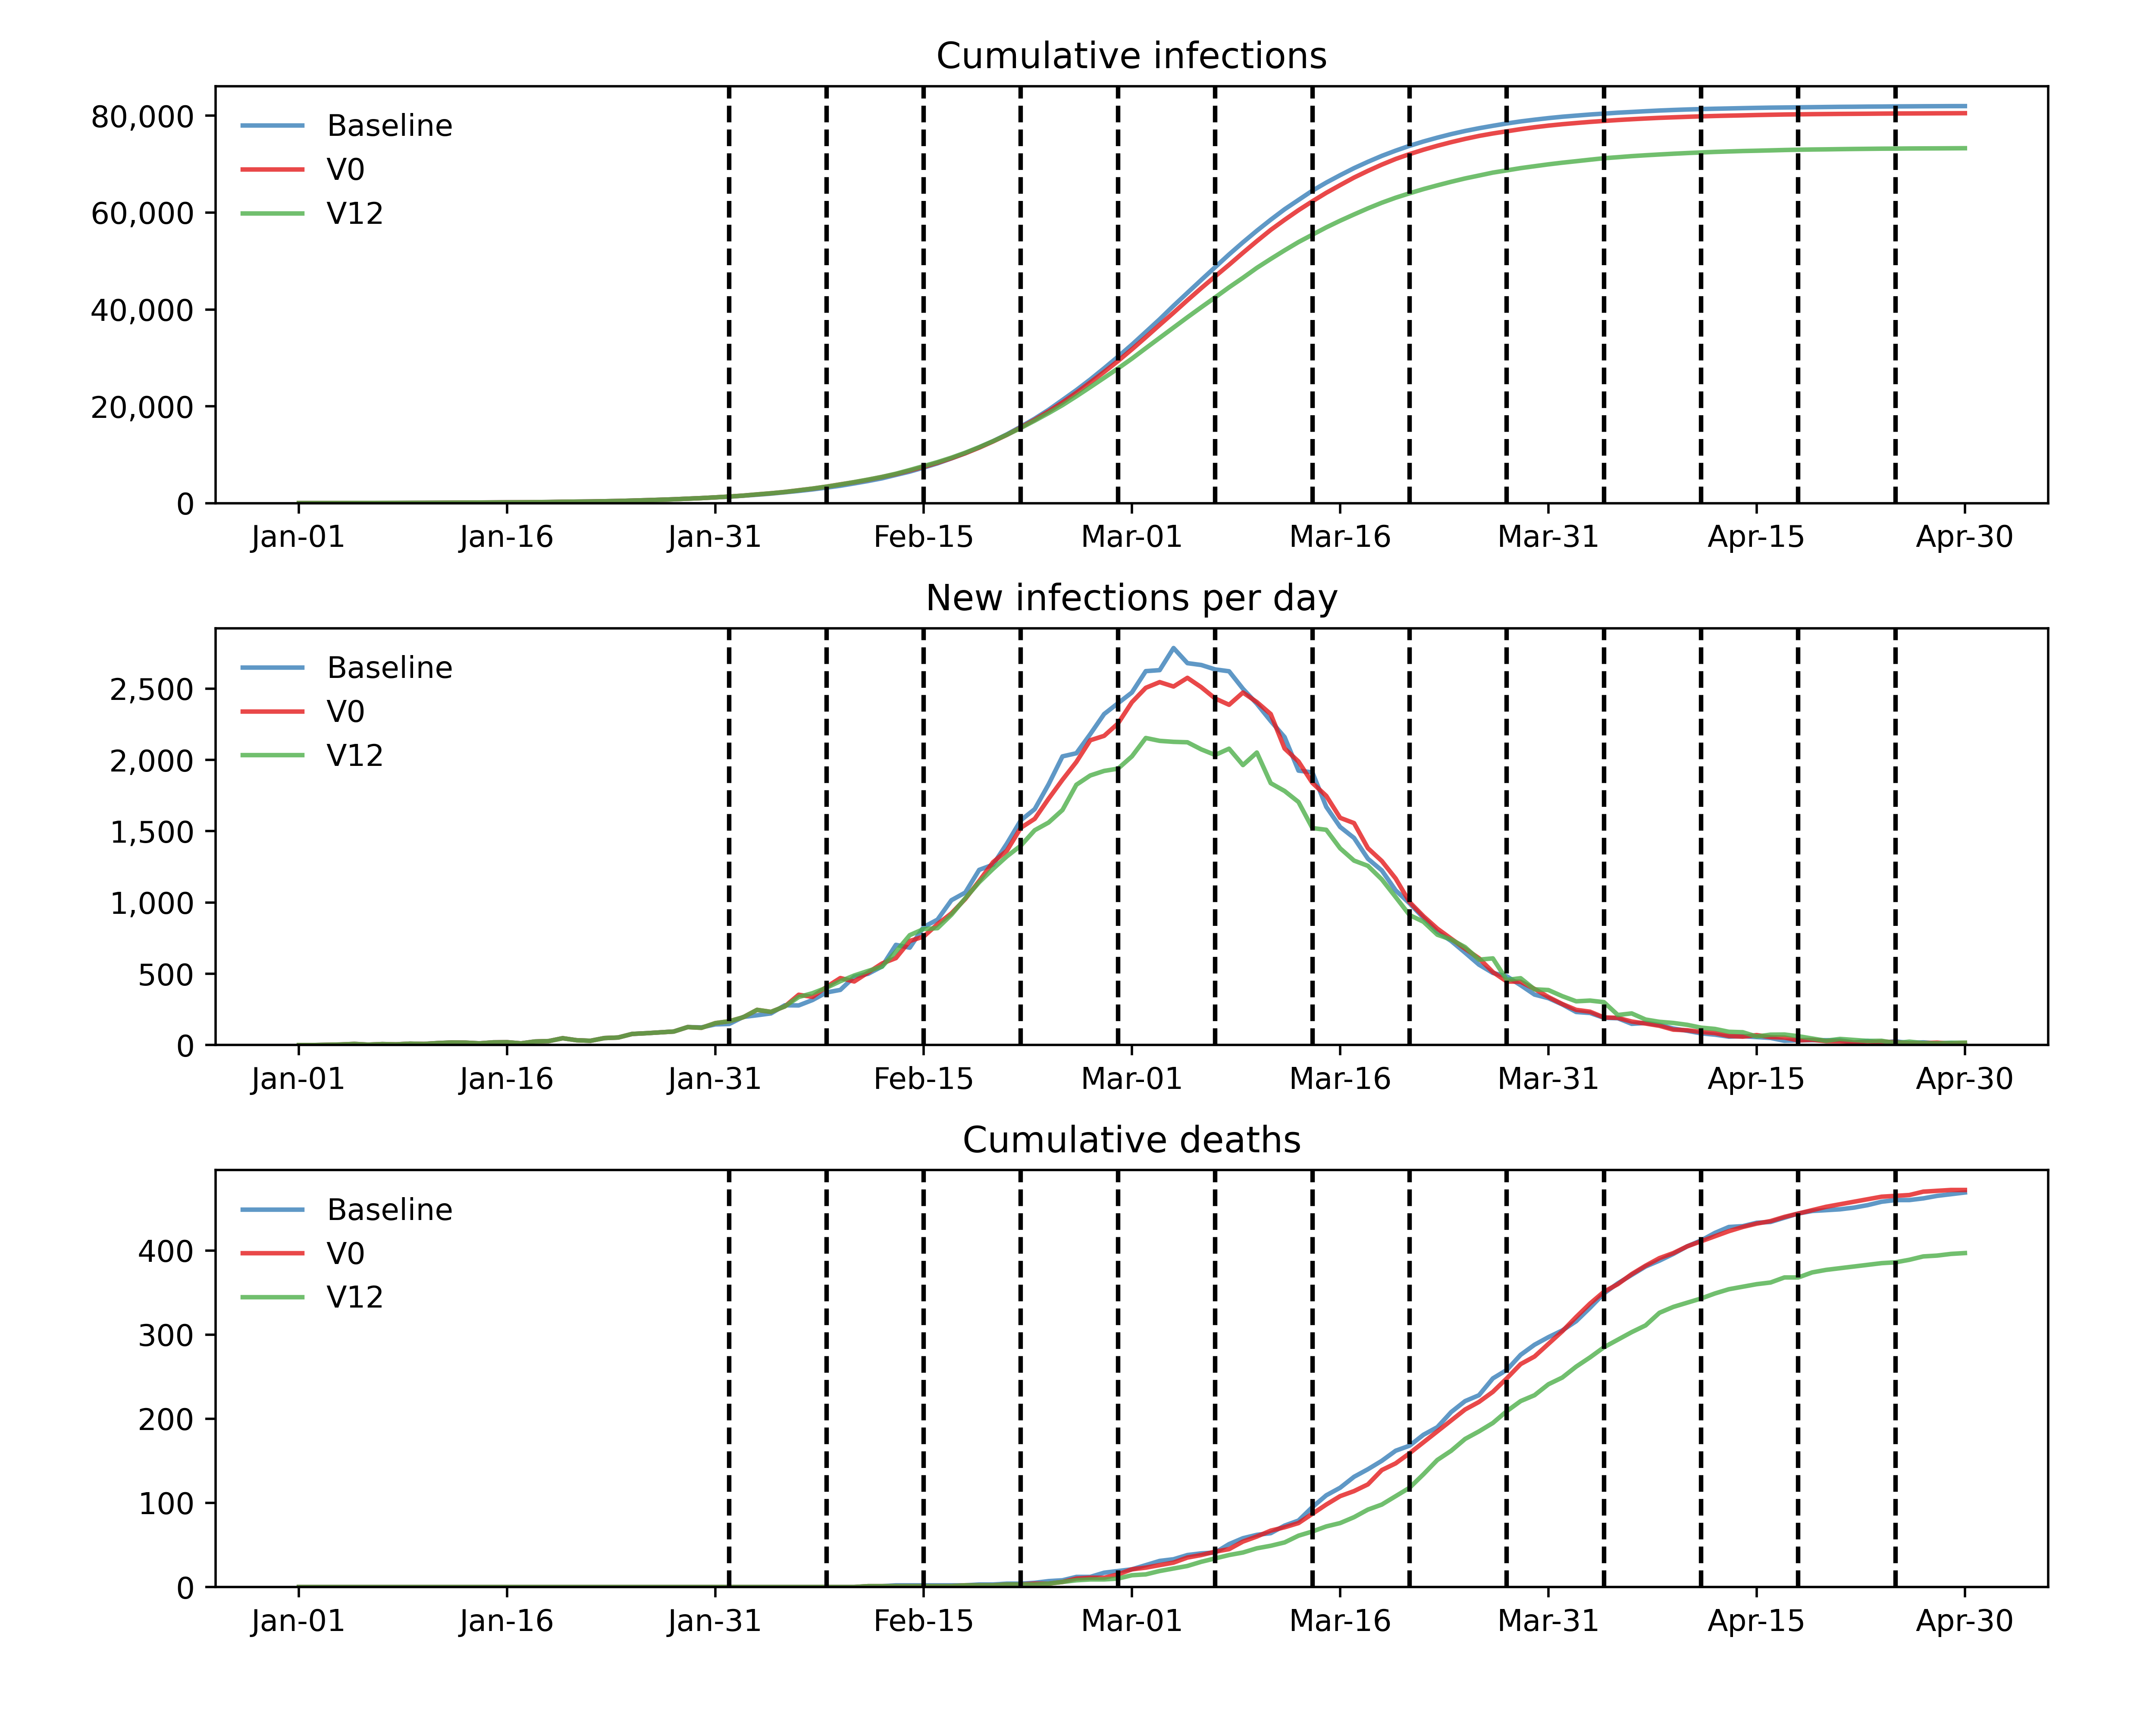 Cumulative infections
80,000
60,000
40,000
20,000
0
Baseline
V0
V12
Jan-01 Jan-16 Jan-31 Feb-15 Mar-01 Mar-16 Mar-31 Apr-15 Apr-30
New infections per day
2,500
2,000
1,500
1,000
500
0
Baseline
V0
V12
Jan-01 Jan-16 Jan-31 Feb-15 Mar-01 Mar-16 Mar-31 Apr-15 Apr-30
Cumulative deaths
400
300
200
100
0
Baseline
V0
V12
Jan-01 Jan-16 Jan-31 Feb-15 Mar-01 Mar-16 Mar-31 Apr-15 Apr-30